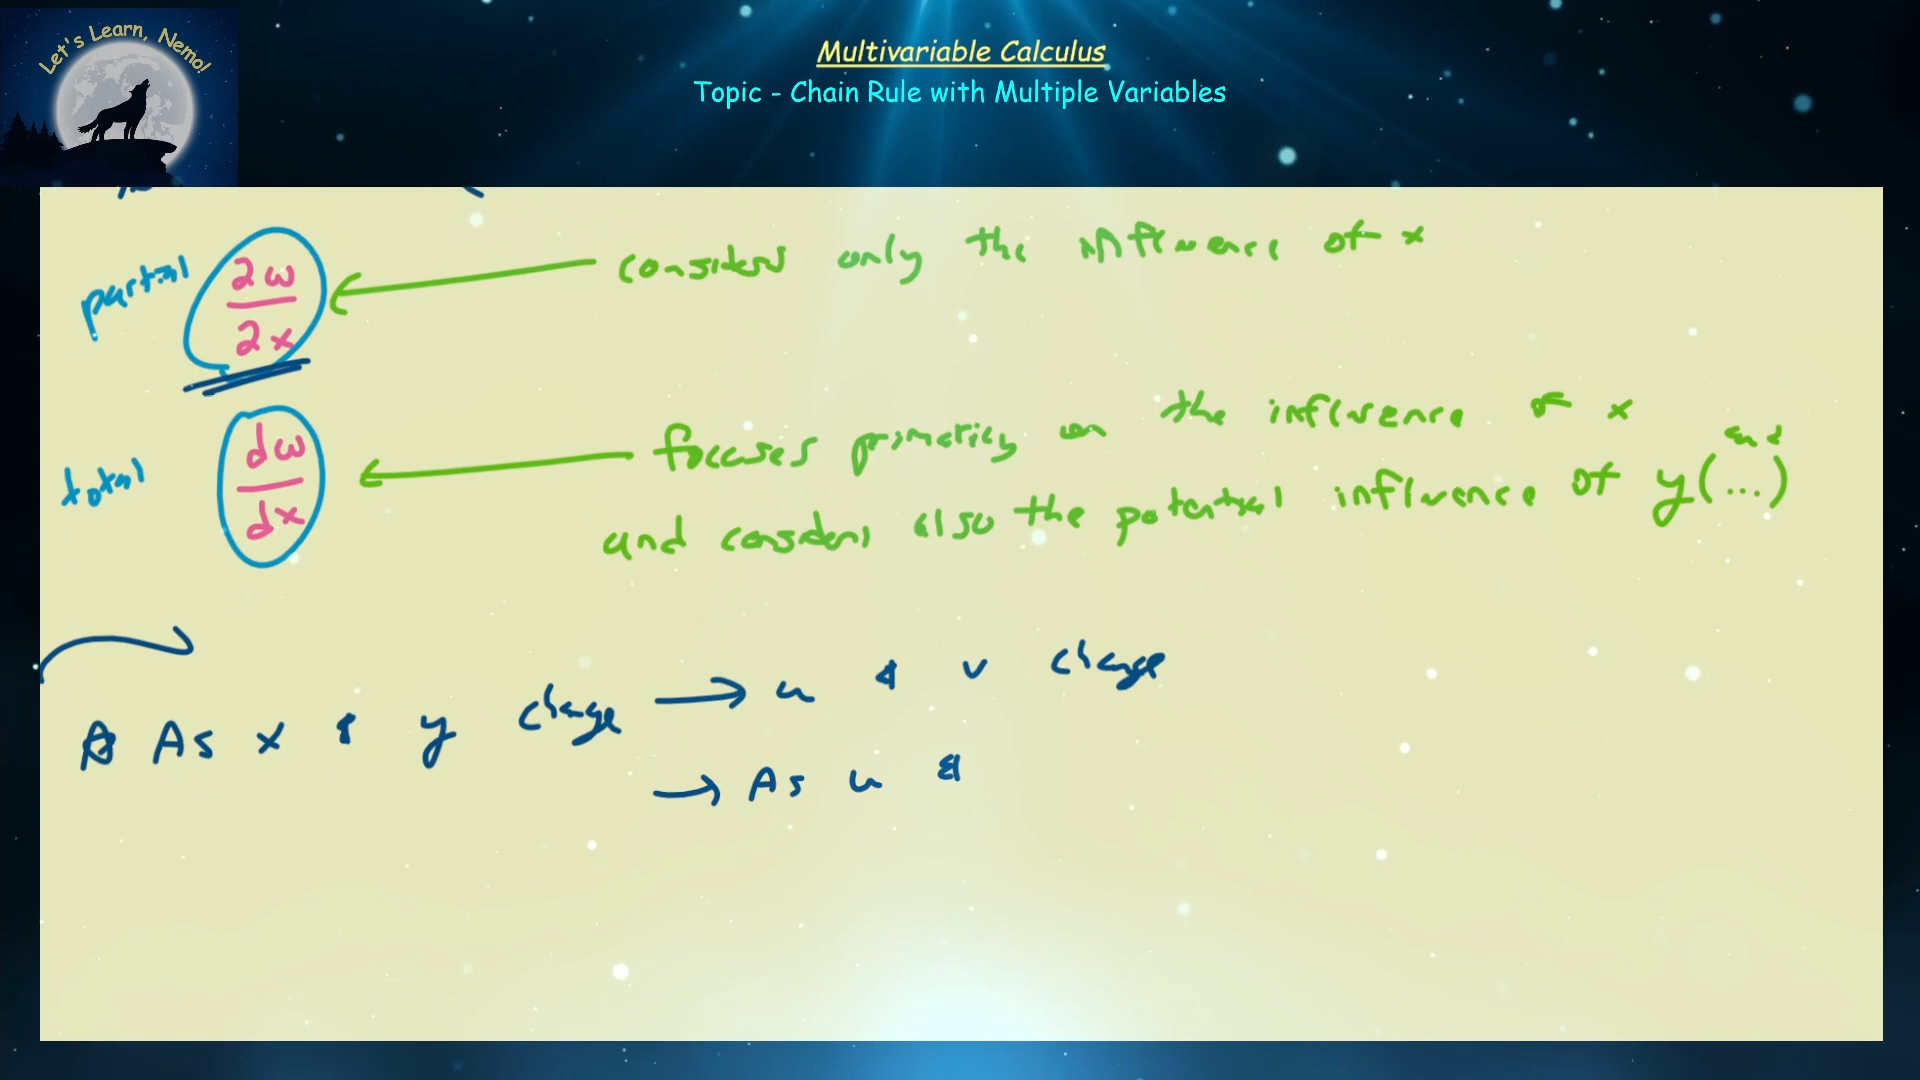 Let's Learn, Nemo!
Multivariable Calculus
Topic - Chain Rule with Multiple Variables
partial ∂w/∂x ← considers only the influence of x
total dw/dx ← focuses primarily on the influence of x
and considers also the potential influence of y (...) and
As x & y change → u & v change
→ As u &